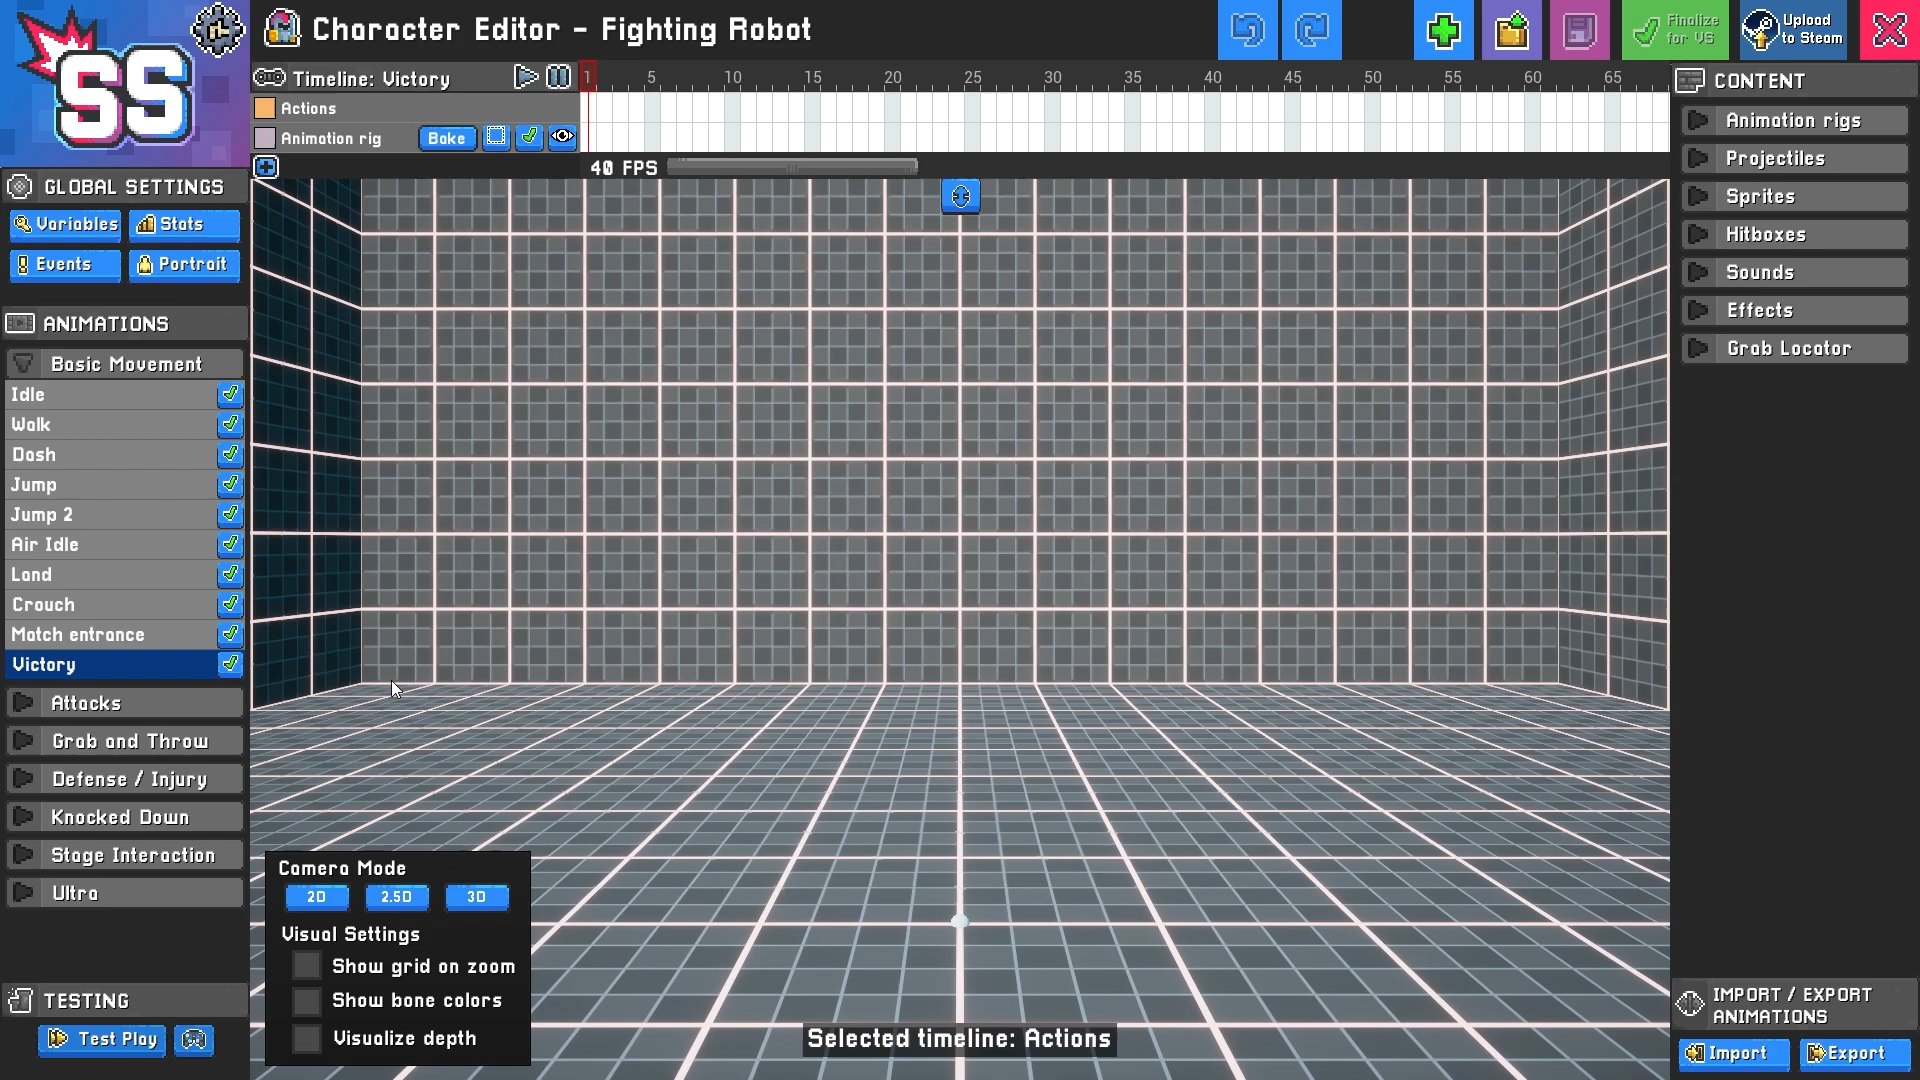 SS
Character Editor - Fighting Robot
Finalize
for VS
Upload
to Steam
Timeline: Victory
1 5 10 15 20 25 30 35 40 45 50 55 60 65
Actions
Animation rig
Bake
40 FPS
GLOBAL SETTINGS
Variables
Stats
Events
Portrait
ANIMATIONS
Basic Movement
Idle
Walk
Dash
Jump
Jump 2
Air Idle
Land
Crouch
Match entrance
Victory
Attacks
Grab and Throw
Defense / Injury
Knocked Down
Stage Interaction
Ultra
TESTING
Test Play
Camera Mode
2D
2.5D
3D
Visual Settings
Show grid on zoom
Show bone colors
Visualize depth
Selected timeline: Actions
CONTENT
Animation rigs
Projectiles
Sprites
Hitboxes
Sounds
Effects
Grab Locator
IMPORT / EXPORT
ANIMATIONS
Import
Export